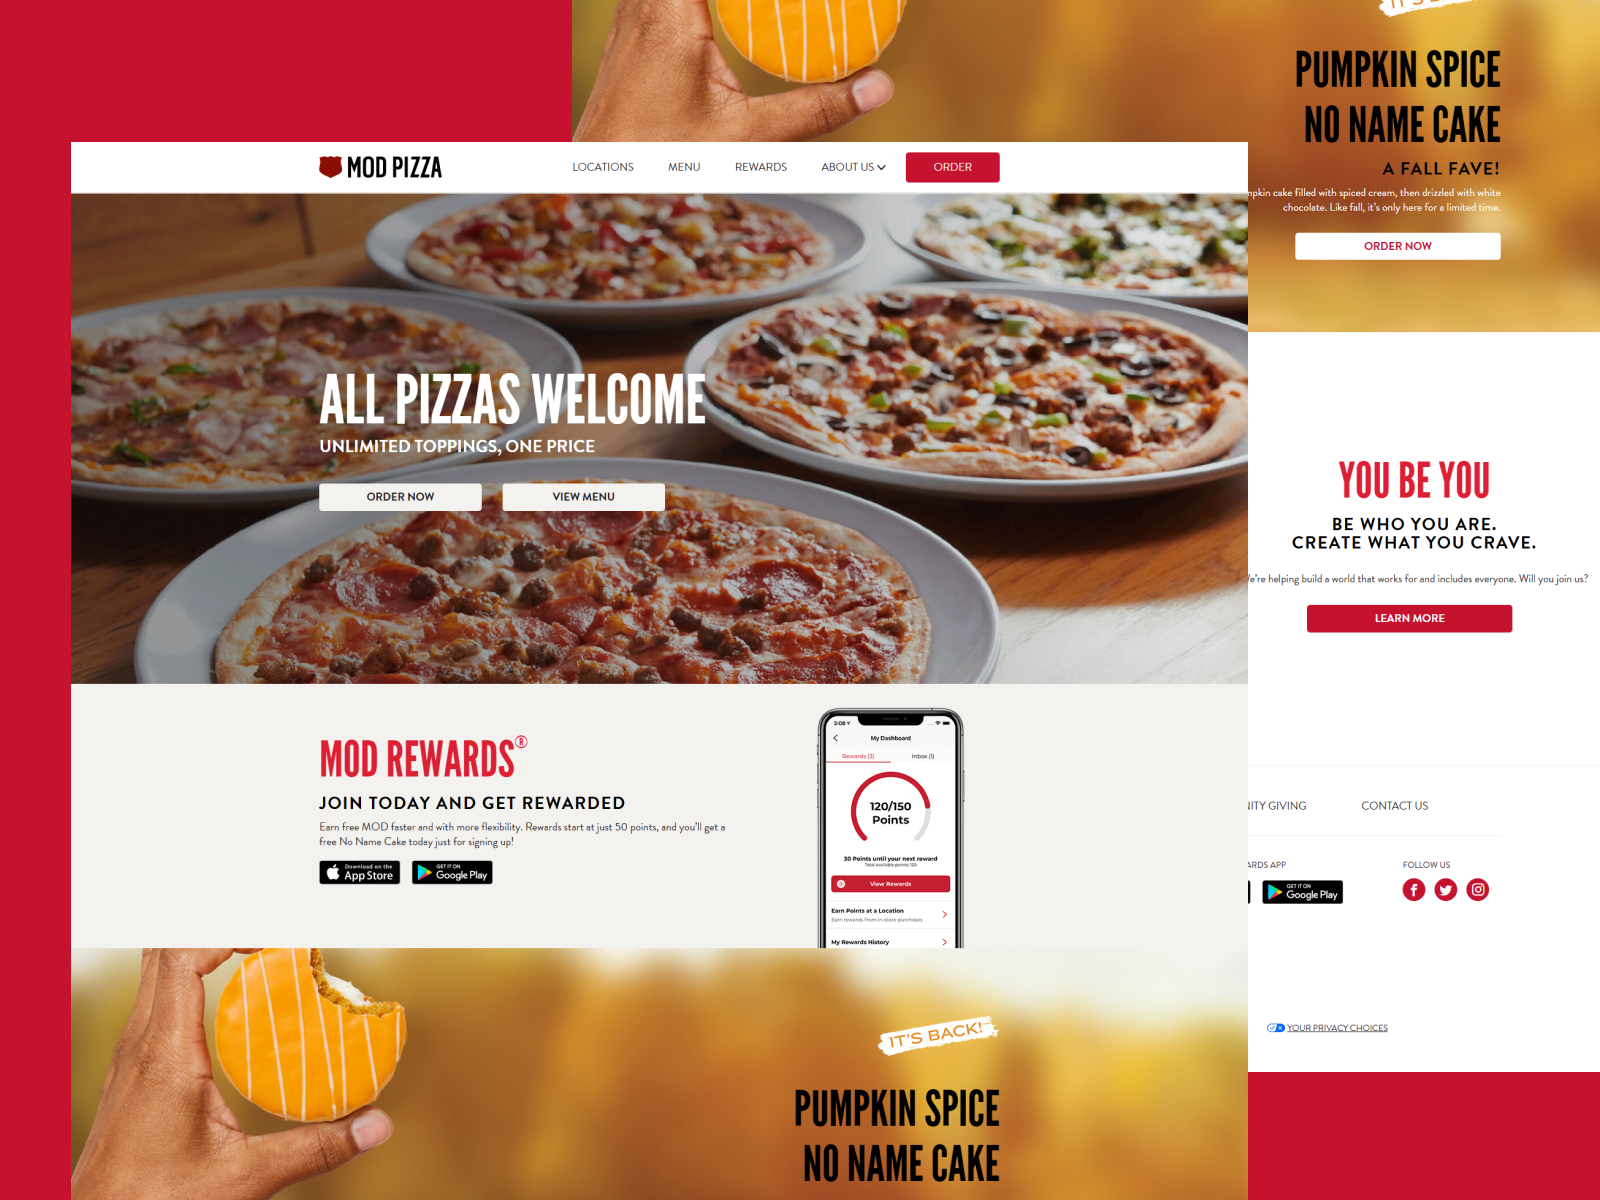 MOD PIZZA
LOCATIONS
MENU
REWARDS
ABOUT US
ORDER
ALL PIZZAS WELCOME
UNLIMITED TOPPINGS, ONE PRICE
ORDER NOW
VIEW MENU
MOD REWARDS®
JOIN TODAY AND GET REWARDED
Earn free MOD faster and with more flexibility. Rewards start at just 50 points, and you'll get a
free No Name Cake today just for signing up!
Download on the
App Store
GET IT ON
Google Play
3:08
My Dashboard
Rewards (3)
Inbox (1)
120/150
Points
30 Points until your next reward
Total available points 120
View Rewards
Earn Points at a Location
Earn rewards from in-store purchases
My Rewards History
IT'S BACK!
PUMPKIN SPICE
NO NAME CAKE
PUMPKIN SPICE
NO NAME CAKE
A FALL FAVE!
cake filled with spiced cream, then drizzled with white
chocolate. Like fall, it's only here for a limited time.
ORDER NOW
YOU BE YOU
BE WHO YOU ARE.
CREATE WHAT YOU CRAVE.
helping build a world that works for and includes everyone. Will you join us?
LEARN MORE
GIVING
CONTACT US
APP
FOLLOW US
GET IT ON
Google Play
YOUR PRIVACY CHOICES